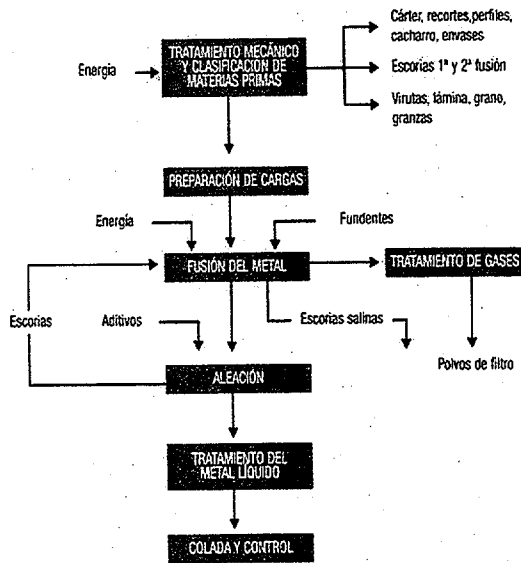 Cárter, recortes,perfiles,
cacharro, envases
TRATAMIENTO MECÁNICO
Y CLASIFICACIÓN DE
MATERIAS PRIMAS
Energía
Escorías 1ª y 2ª fusión
Virutas, lámina, grano,
granzas
PREPARACIÓN DE CARGAS
Energía
Fundentes
FUSIÓN DEL METAL
TRATAMIENTO DE GASES
Escorias
Aditivos
Escorias salinas
Polvos de filtro
ALEACIÓN
TRATAMIENTO DEL
METAL LÍQUIDO
COLADA Y CONTROL